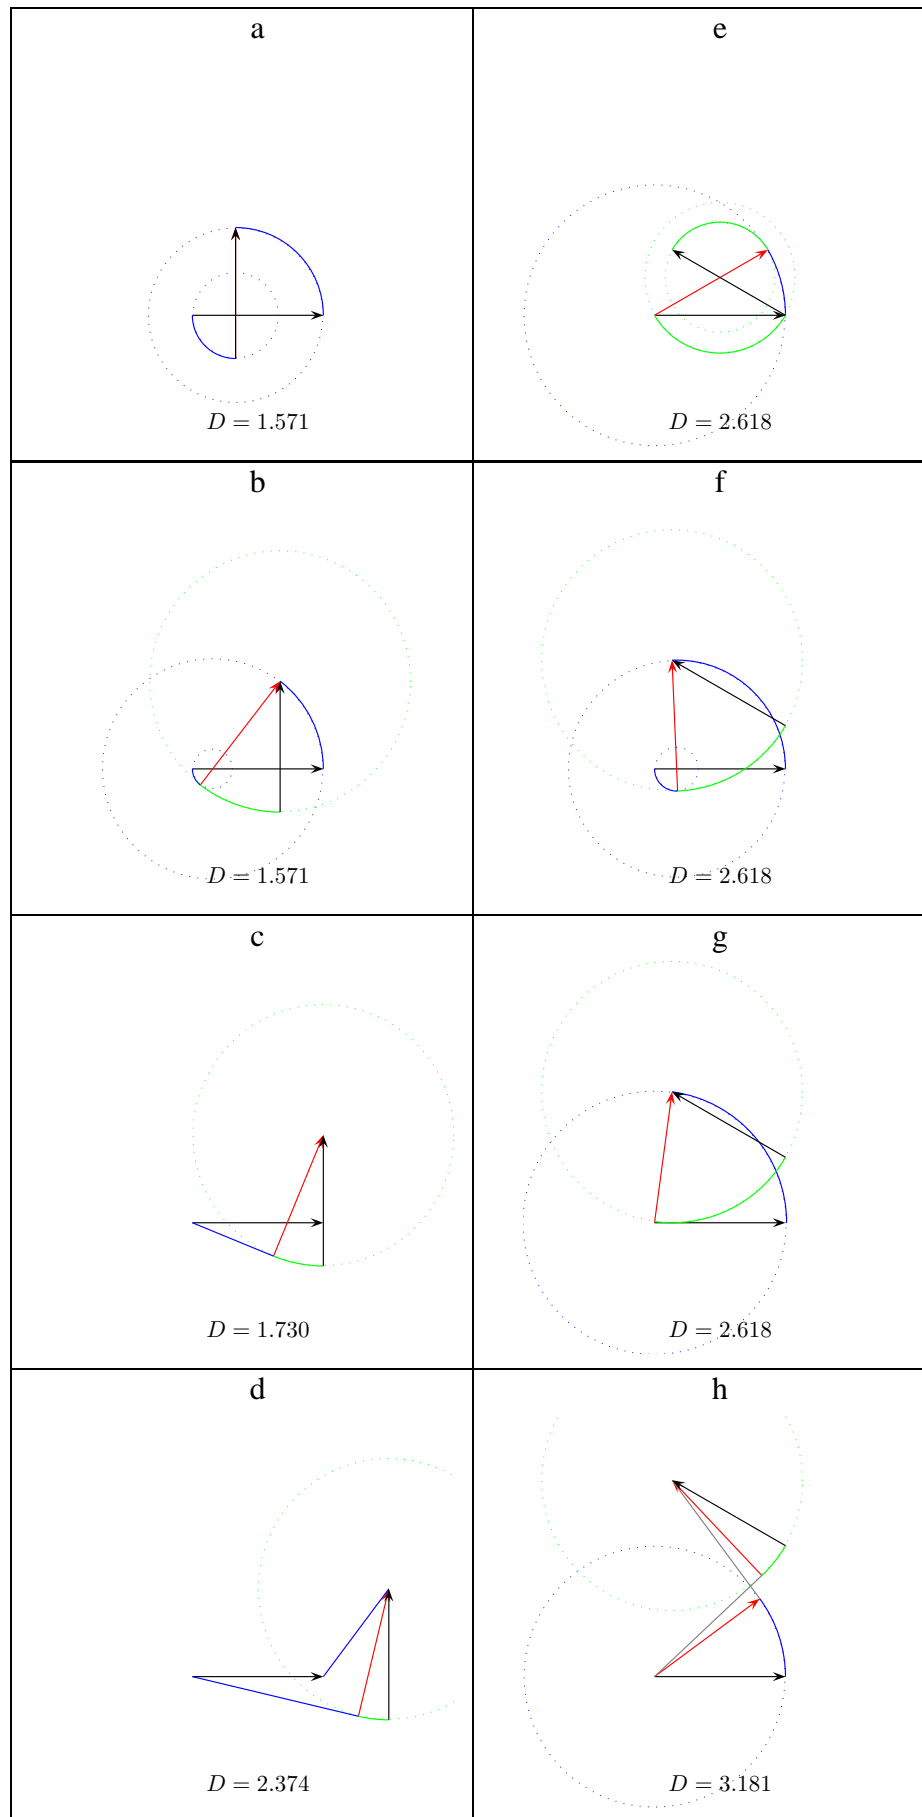 a
D = 1.571
e
D = 2.618
b
D = 1.571
f
D = 2.618
c
D = 1.730
g
D = 2.618
d
D = 2.374
h
D = 3.181